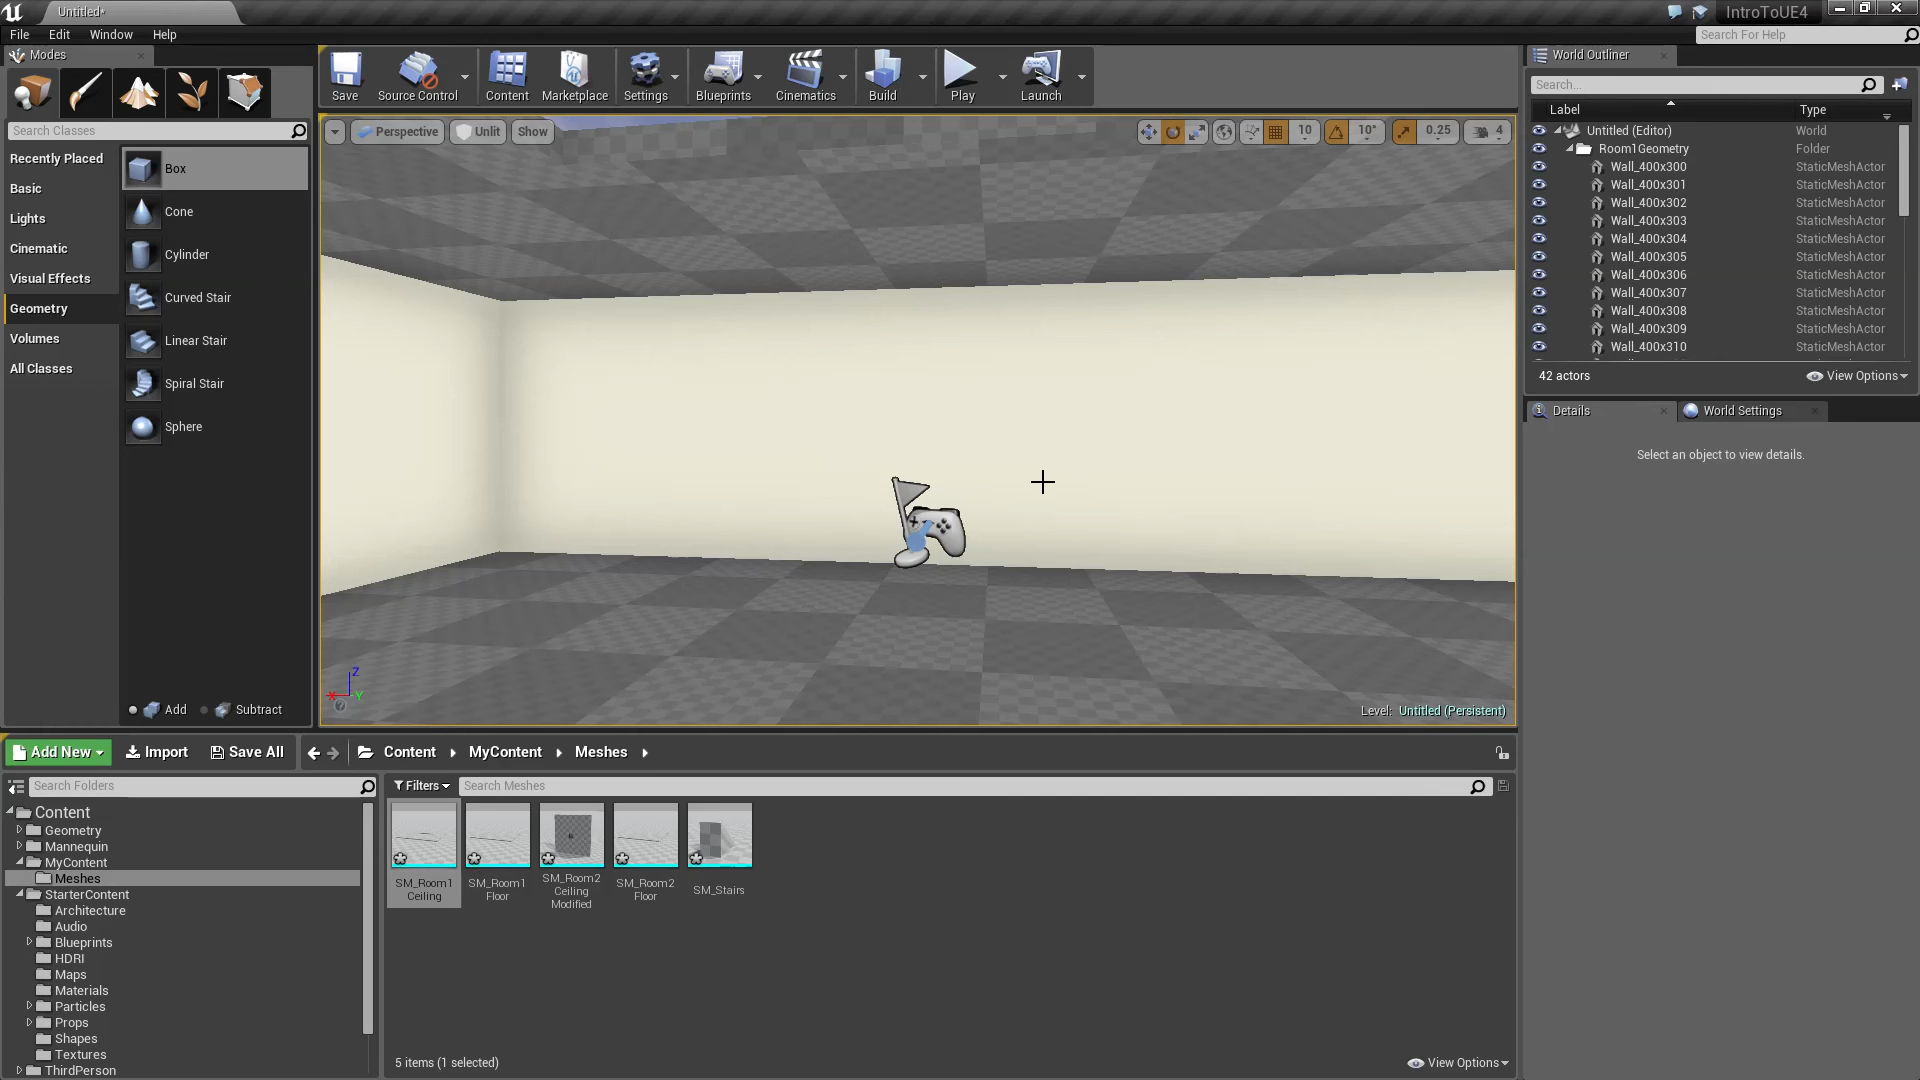 Untitled*
IntroToUE4
File Edit Window Help
Search For Help
Modes
Save
Source Control
Content
Marketplace
Settings
Blueprints
Cinematics
Build
Play
Launch
World Outliner
Search...
Label Type
Untitled (Editor) World
Room1Geometry Folder
Wall_400x300 StaticMeshActor
Wall_400x301 StaticMeshActor
Wall_400x302 StaticMeshActor
Wall_400x303 StaticMeshActor
Wall_400x304 StaticMeshActor
Wall_400x305 StaticMeshActor
Wall_400x306 StaticMeshActor
Wall_400x307 StaticMeshActor
Wall_400x308 StaticMeshActor
Wall_400x309 StaticMeshActor
Wall_400x310 StaticMeshActor
42 actors
View Options
Details
World Settings
Select an object to view details.
Search Classes
Recently Placed
Basic
Lights
Cinematic
Visual Effects
Geometry
Volumes
All Classes
Box
Cone
Cylinder
Curved Stair
Linear Stair
Spiral Stair
Sphere
Add
Subtract
Perspective
Unlit
Show
10
10°
0.25
4
Z
X
Y
Level: Untitled (Persistent)
Add New
Import
Save All
Content
MyContent
Meshes
Search Folders
Filters
Search Meshes
Content
Geometry
Mannequin
MyContent
Meshes
StarterContent
Architecture
Audio
Blueprints
HDRI
Maps
Materials
Particles
Props
Shapes
Textures
ThirdPerson
SM_Room1
Ceiling
SM_Room1
Floor
SM_Room2
Ceiling
Modified
SM_Room2
Floor
SM_Stairs
5 items (1 selected)
View Options